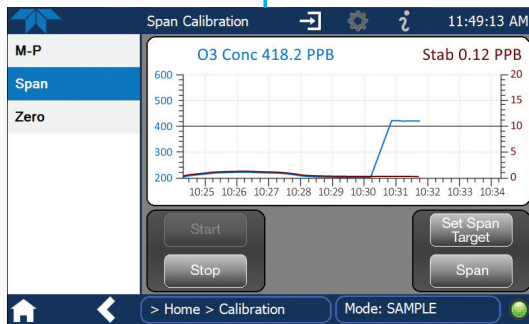 Span Calibration
11:49:13 AM
M-P
Span
Zero
O3 Conc 418.2 PPB
Stab 0.12 PPB
600
500
400
300
200
20
15
10
5
0
10:25 10:26 10:27 10:28 10:29 10:30 10:31 10:32 10:33 10:34
Start
Stop
Set Span
Target
Span
> Home > Calibration
Mode: SAMPLE